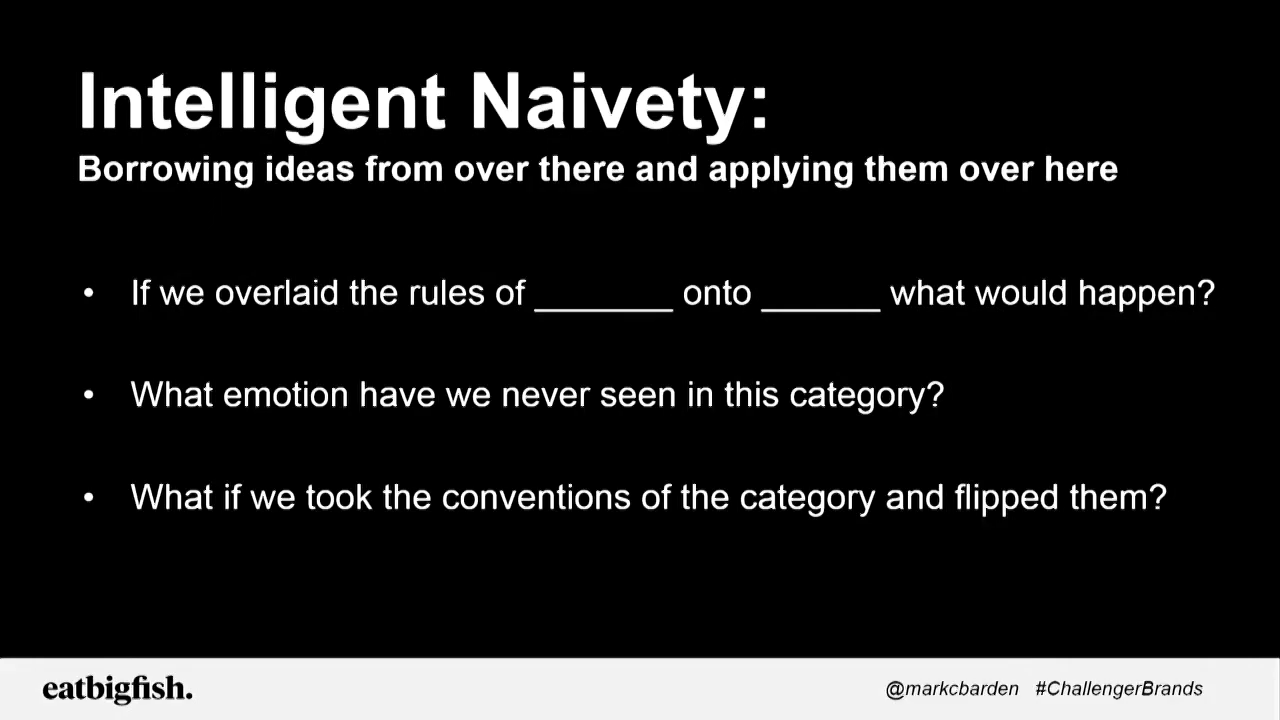 Intelligent Naivety:
Borrowing ideas from over there and applying them over here
• If we overlaid the rules of _______ onto ______ what would happen?
• What emotion have we never seen in this category?
• What if we took the conventions of the category and flipped them?
eatbigfish.
@markcbarden #ChallengerBrands